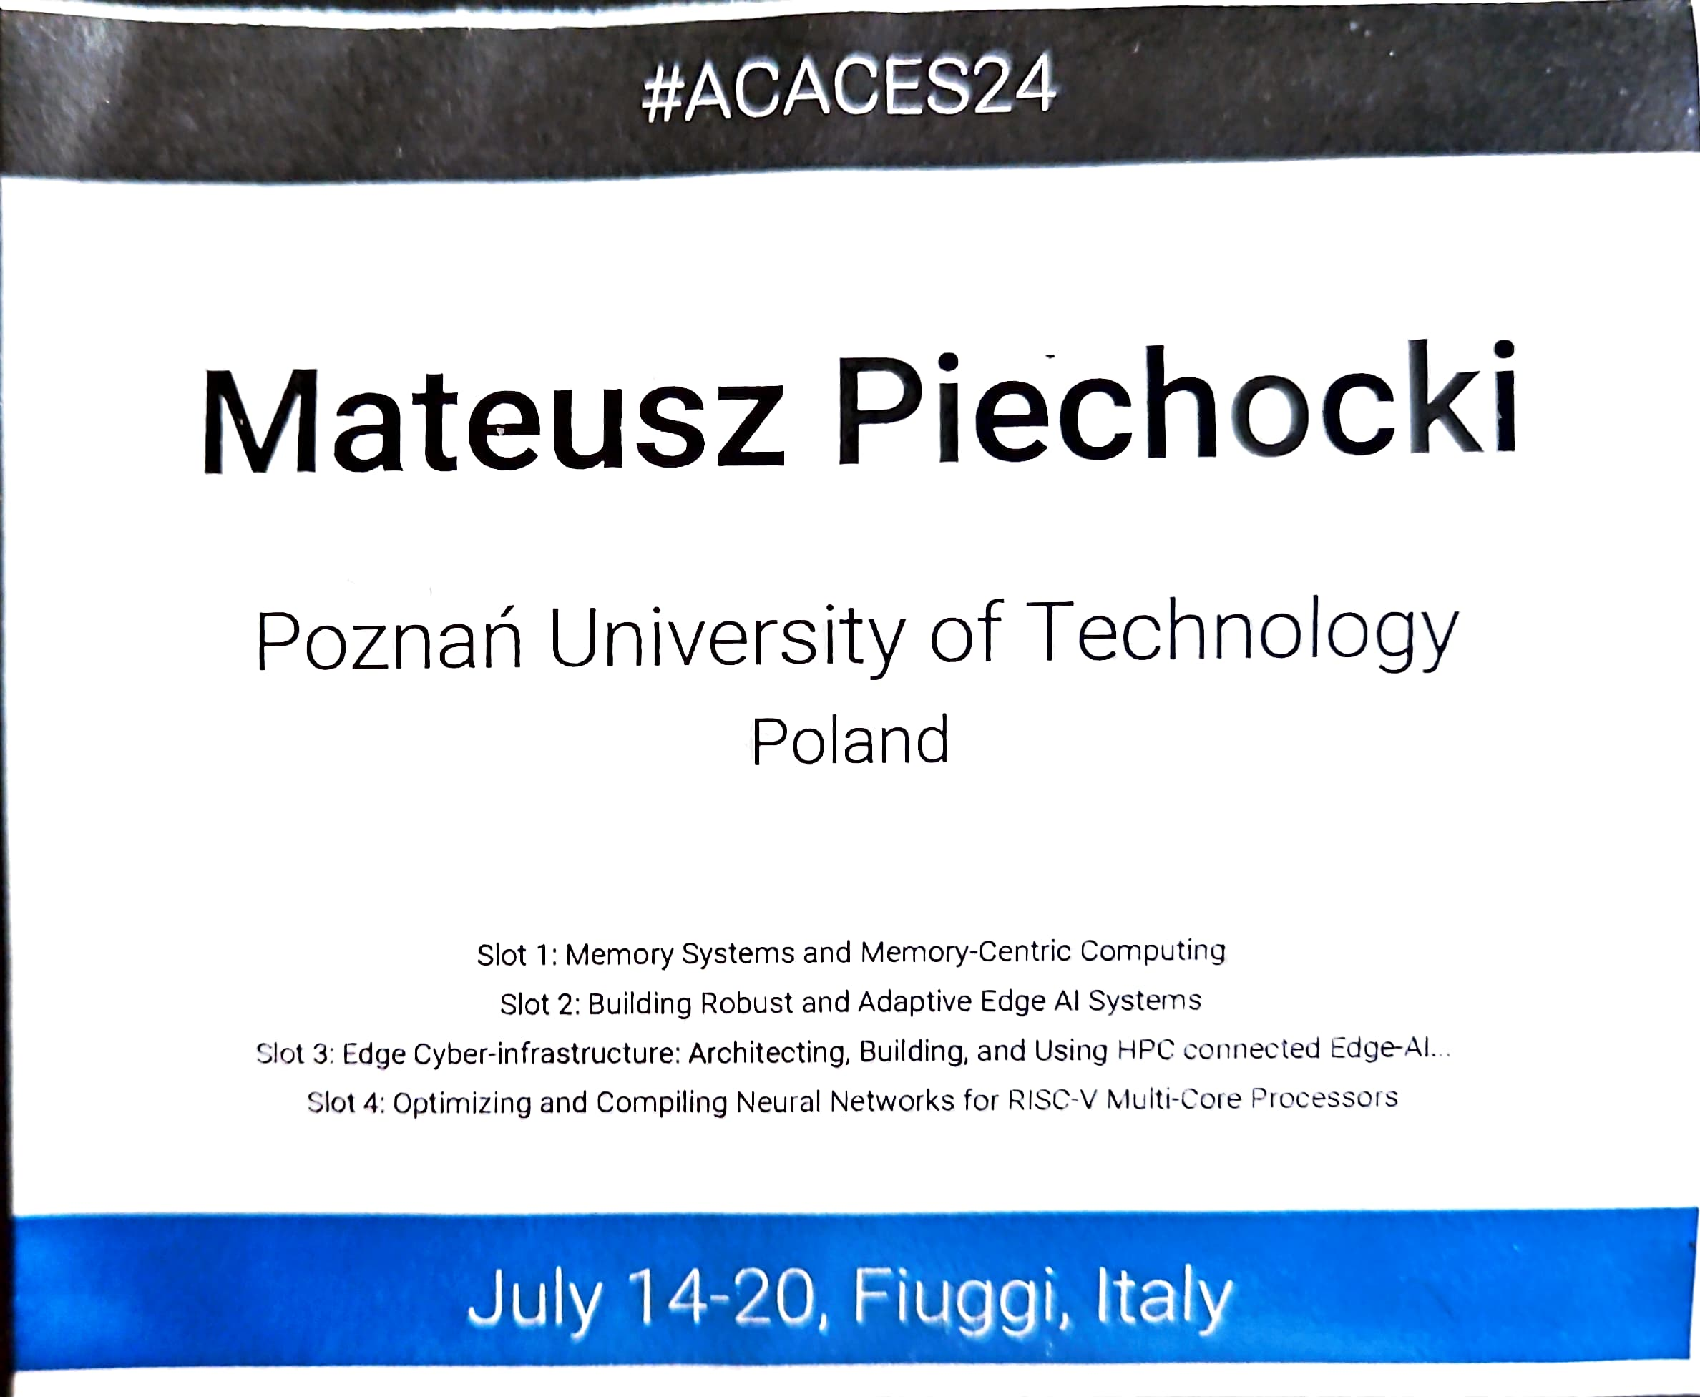 #ACACES24
Mateusz Piechocki
Poznań University of Technology
Poland
Slot 1: Memory Systems and Memory-Centric Computing
Slot 2: Building Robust and Adaptive Edge AI Systems
Slot 3: Edge Cyber-infrastructure: Architecting, Building, and Using HPC connected Edge-AI...
Slot 4: Optimizing and Compiling Neural Networks for RISC-V Multi-Core Processors
July 14-20, Fiuggi, Italy